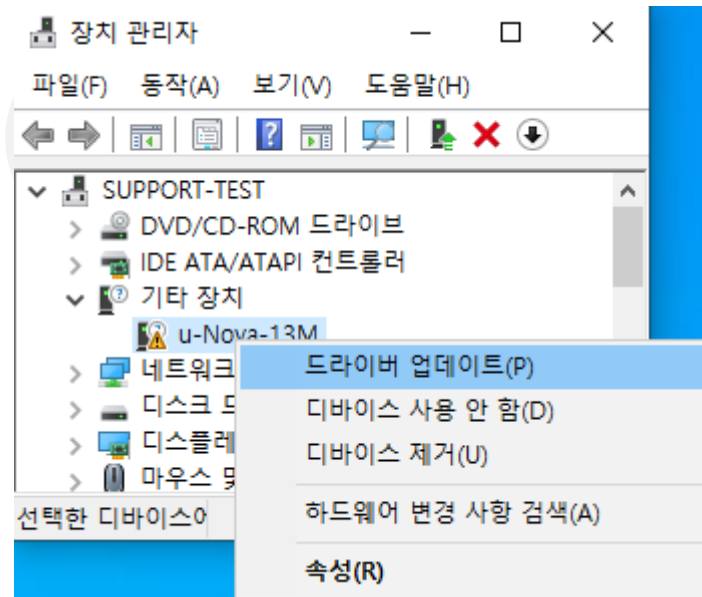 장치 관리자
파일(F) 동작(A) 보기(V) 도움말(H)
SUPPORT-TEST
DVD/CD-ROM 드라이브
IDE ATA/ATAPI 컨트롤러
기타 장치
u-Nova-13M
네트워크
디스크
디스플레
마우스 및
선택한 디바이스에
드라이버 업데이트(P)
디바이스 사용 안 함(D)
디바이스 제거(U)
하드웨어 변경 사항 검색(A)
속성(R)